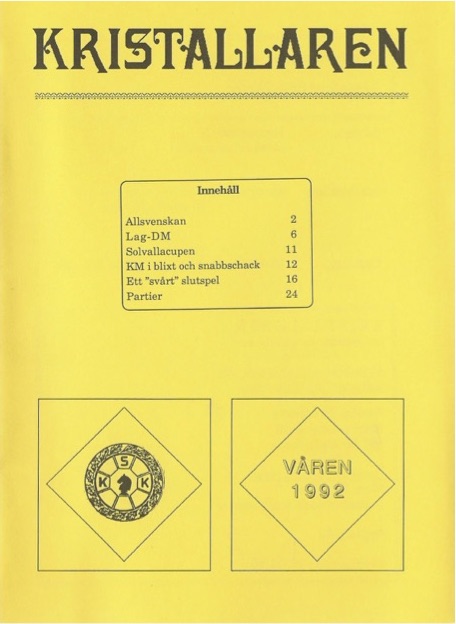 KRISTALLAREN
Innehåll
Allsvenskan 2
Lag-DM 6
Solvallacupen 11
KM i blixt och snabbschack 12
Ett ”svårt” slutspel 16
Partier 24
S
K K
VÅREN
1992